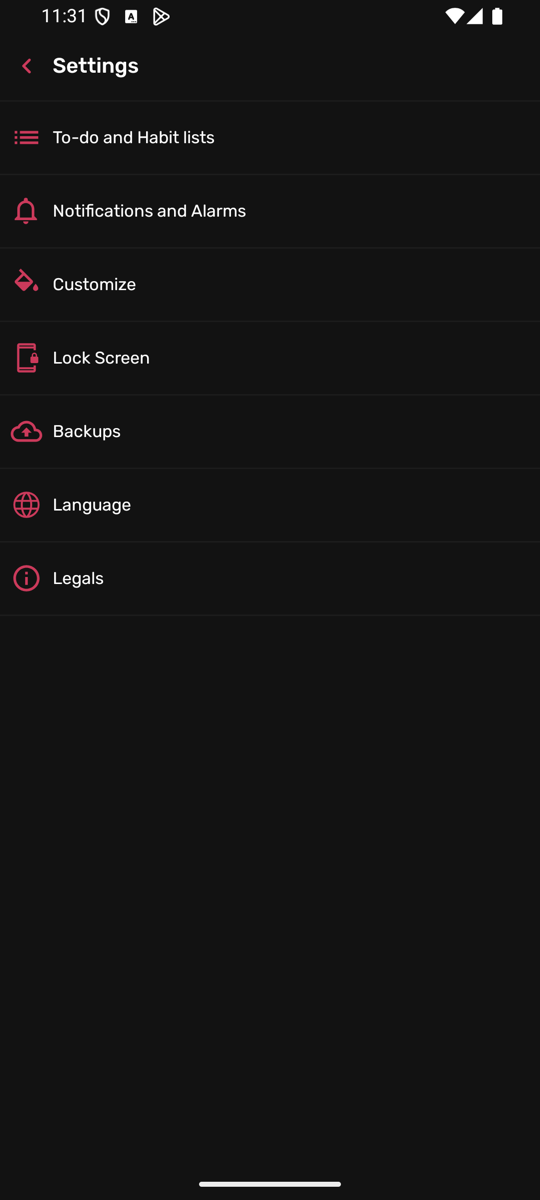 11:31
Settings
To-do and Habit lists
Notifications and Alarms
Customize
Lock Screen
Backups
Language
Legals